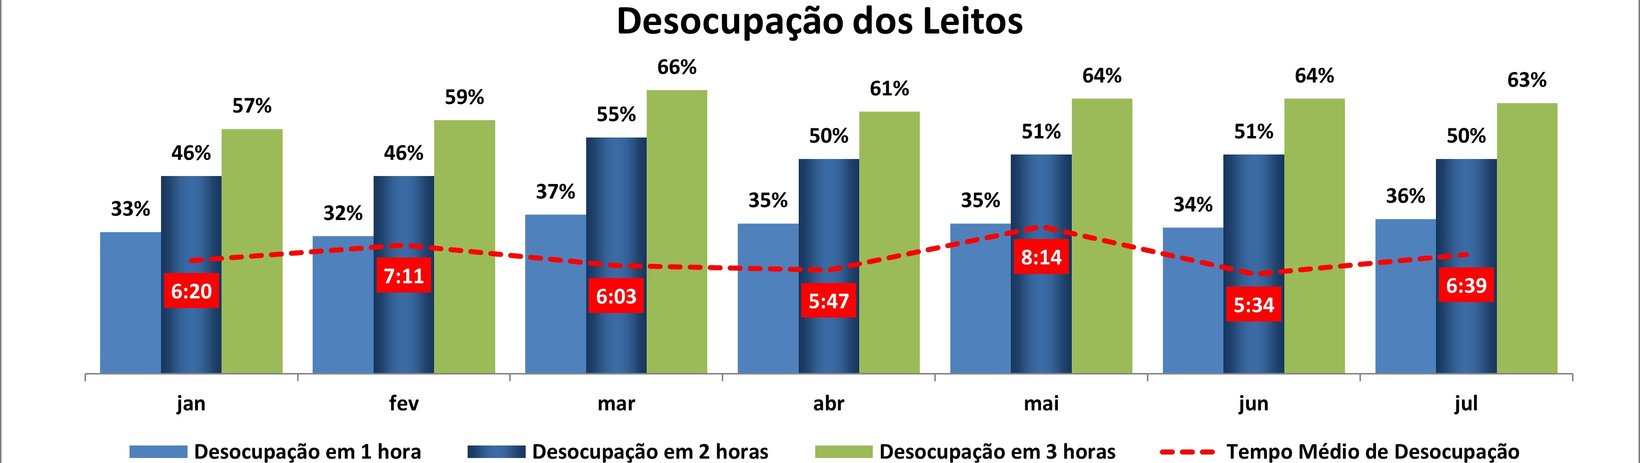 Desocupação dos Leitos
33% 46% 57% 32% 46% 59% 37% 55% 66% 35% 50% 61% 35% 51% 64% 34% 51% 64% 36% 50% 63%
6:20 7:11 6:03 5:47 8:14 5:34 6:39
jan fev mar abr mai jun jul
Desocupação em 1 hora Desocupação em 2 horas Desocupação em 3 horas Tempo Médio de Desocupação